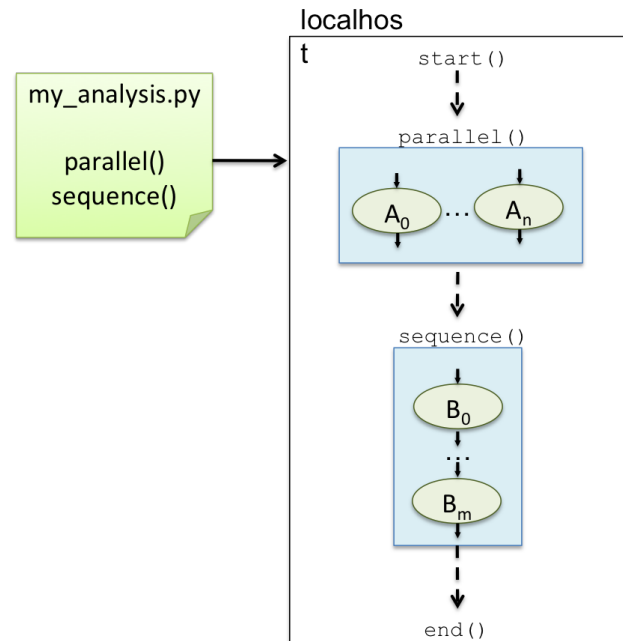 localhos
t
my_analysis.py
parallel()
sequence()
start()
parallel()
A0 ... An
sequence()
B0
...
Bm
end()